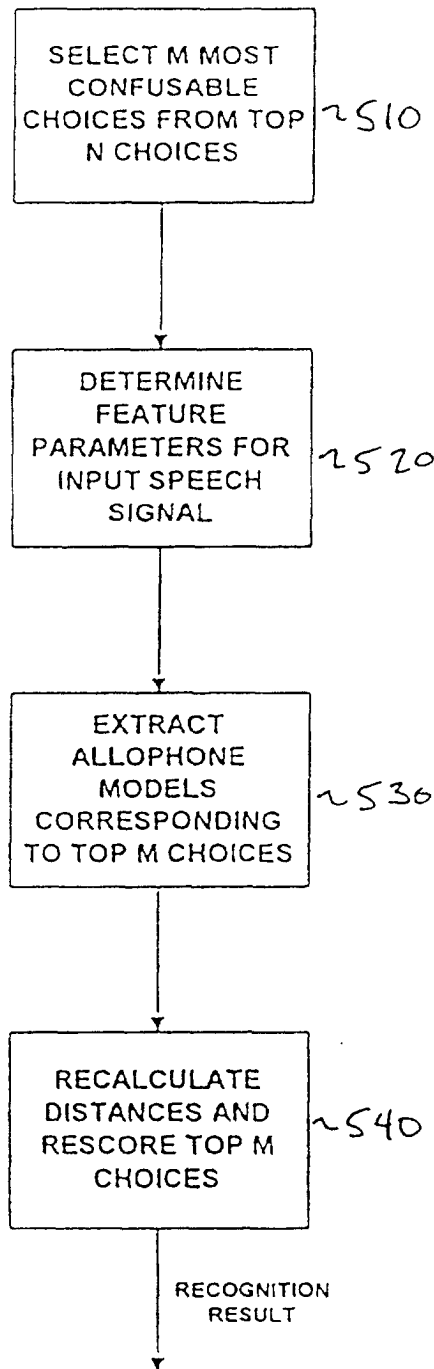 SELECT M MOST
CONFUSABLE
CHOICES FROM TOP
N CHOICES
~510
DETERMINE
FEATURE
PARAMETERS FOR
INPUT SPEECH
SIGNAL
~520
EXTRACT
ALLOPHONE
MODELS
CORRESPONDING
TO TOP M CHOICES
~530
RECALCULATE
DISTANCES AND
RESCORE TOP M
CHOICES
~540
RECOGNITION
RESULT